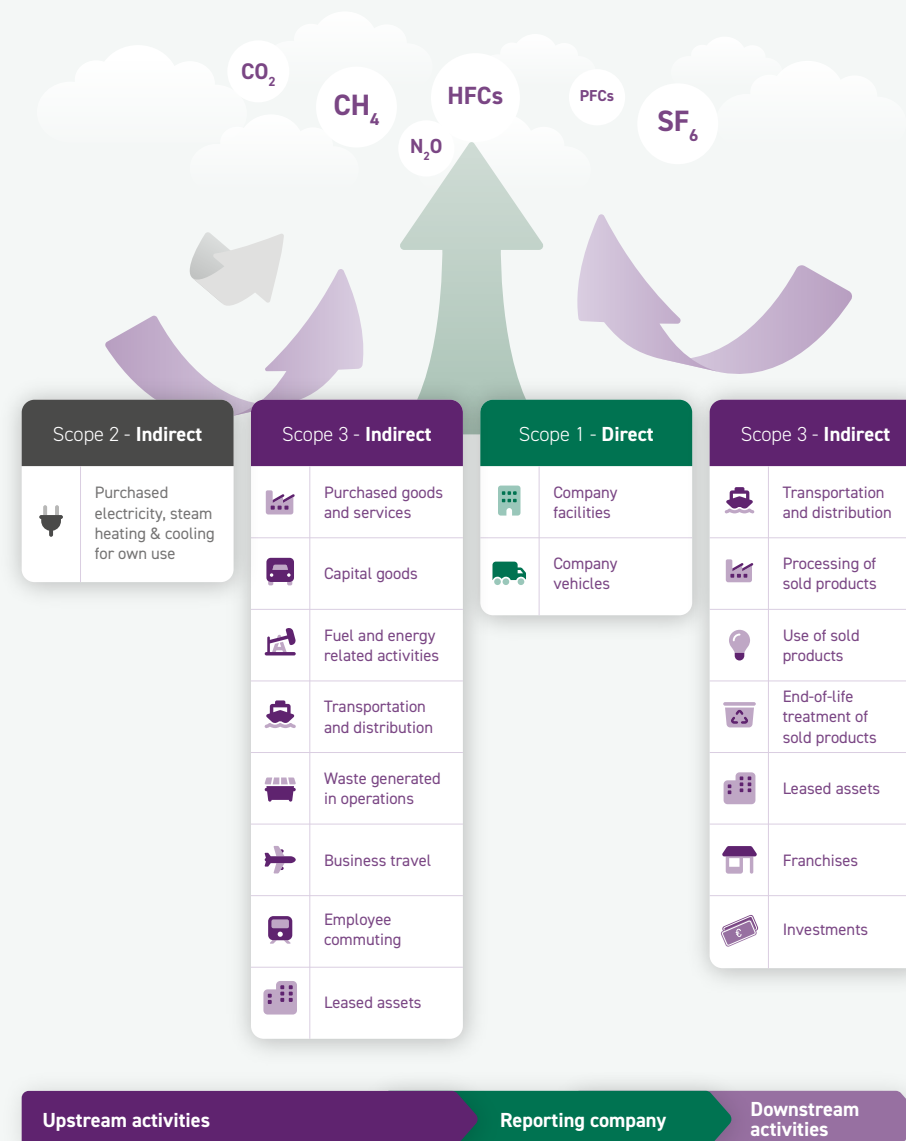 CO₂
CH₄
HFCs
N₂O
PFCs
SF₆
Scope 2 - Indirect
Purchased
electricity, steam
heating & cooling
for own use
Scope 3 - Indirect
Purchased goods
and services
Capital goods
Fuel and energy
related activities
Transportation
and distribution
Waste generated
in operations
Business travel
Employee
commuting
Leased assets
Scope 1 - Direct
Company
facilities
Company
vehicles
Scope 3 - Indirect
Transportation
and distribution
Processing of
sold products
Use of sold
products
End-of-life
treatment of
sold products
Leased assets
Franchises
€
Investments
Upstream activities
Reporting company
Downstream
activities